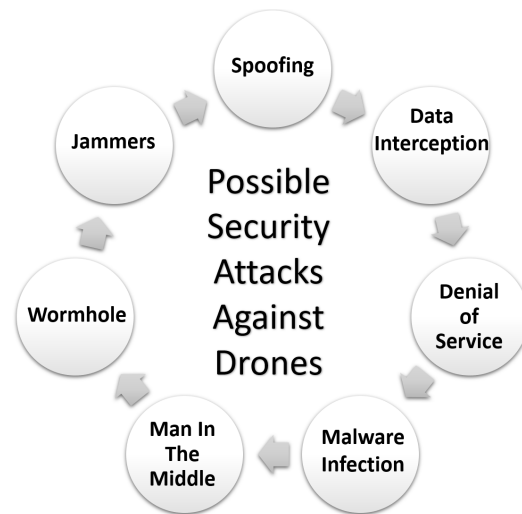 Spoofing
Data
Interception
Denial
of
Service
Malware
Infection
Man In
The
Middle
Wormhole
Jammers
Possible
Security
Attacks
Against
Drones